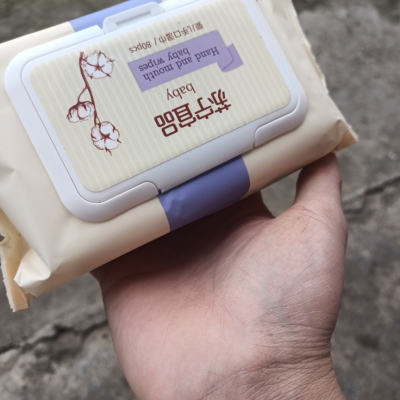 苏宁宜品
baby
Hand and mouth
baby wipes
婴儿手口湿巾 / 80pcs